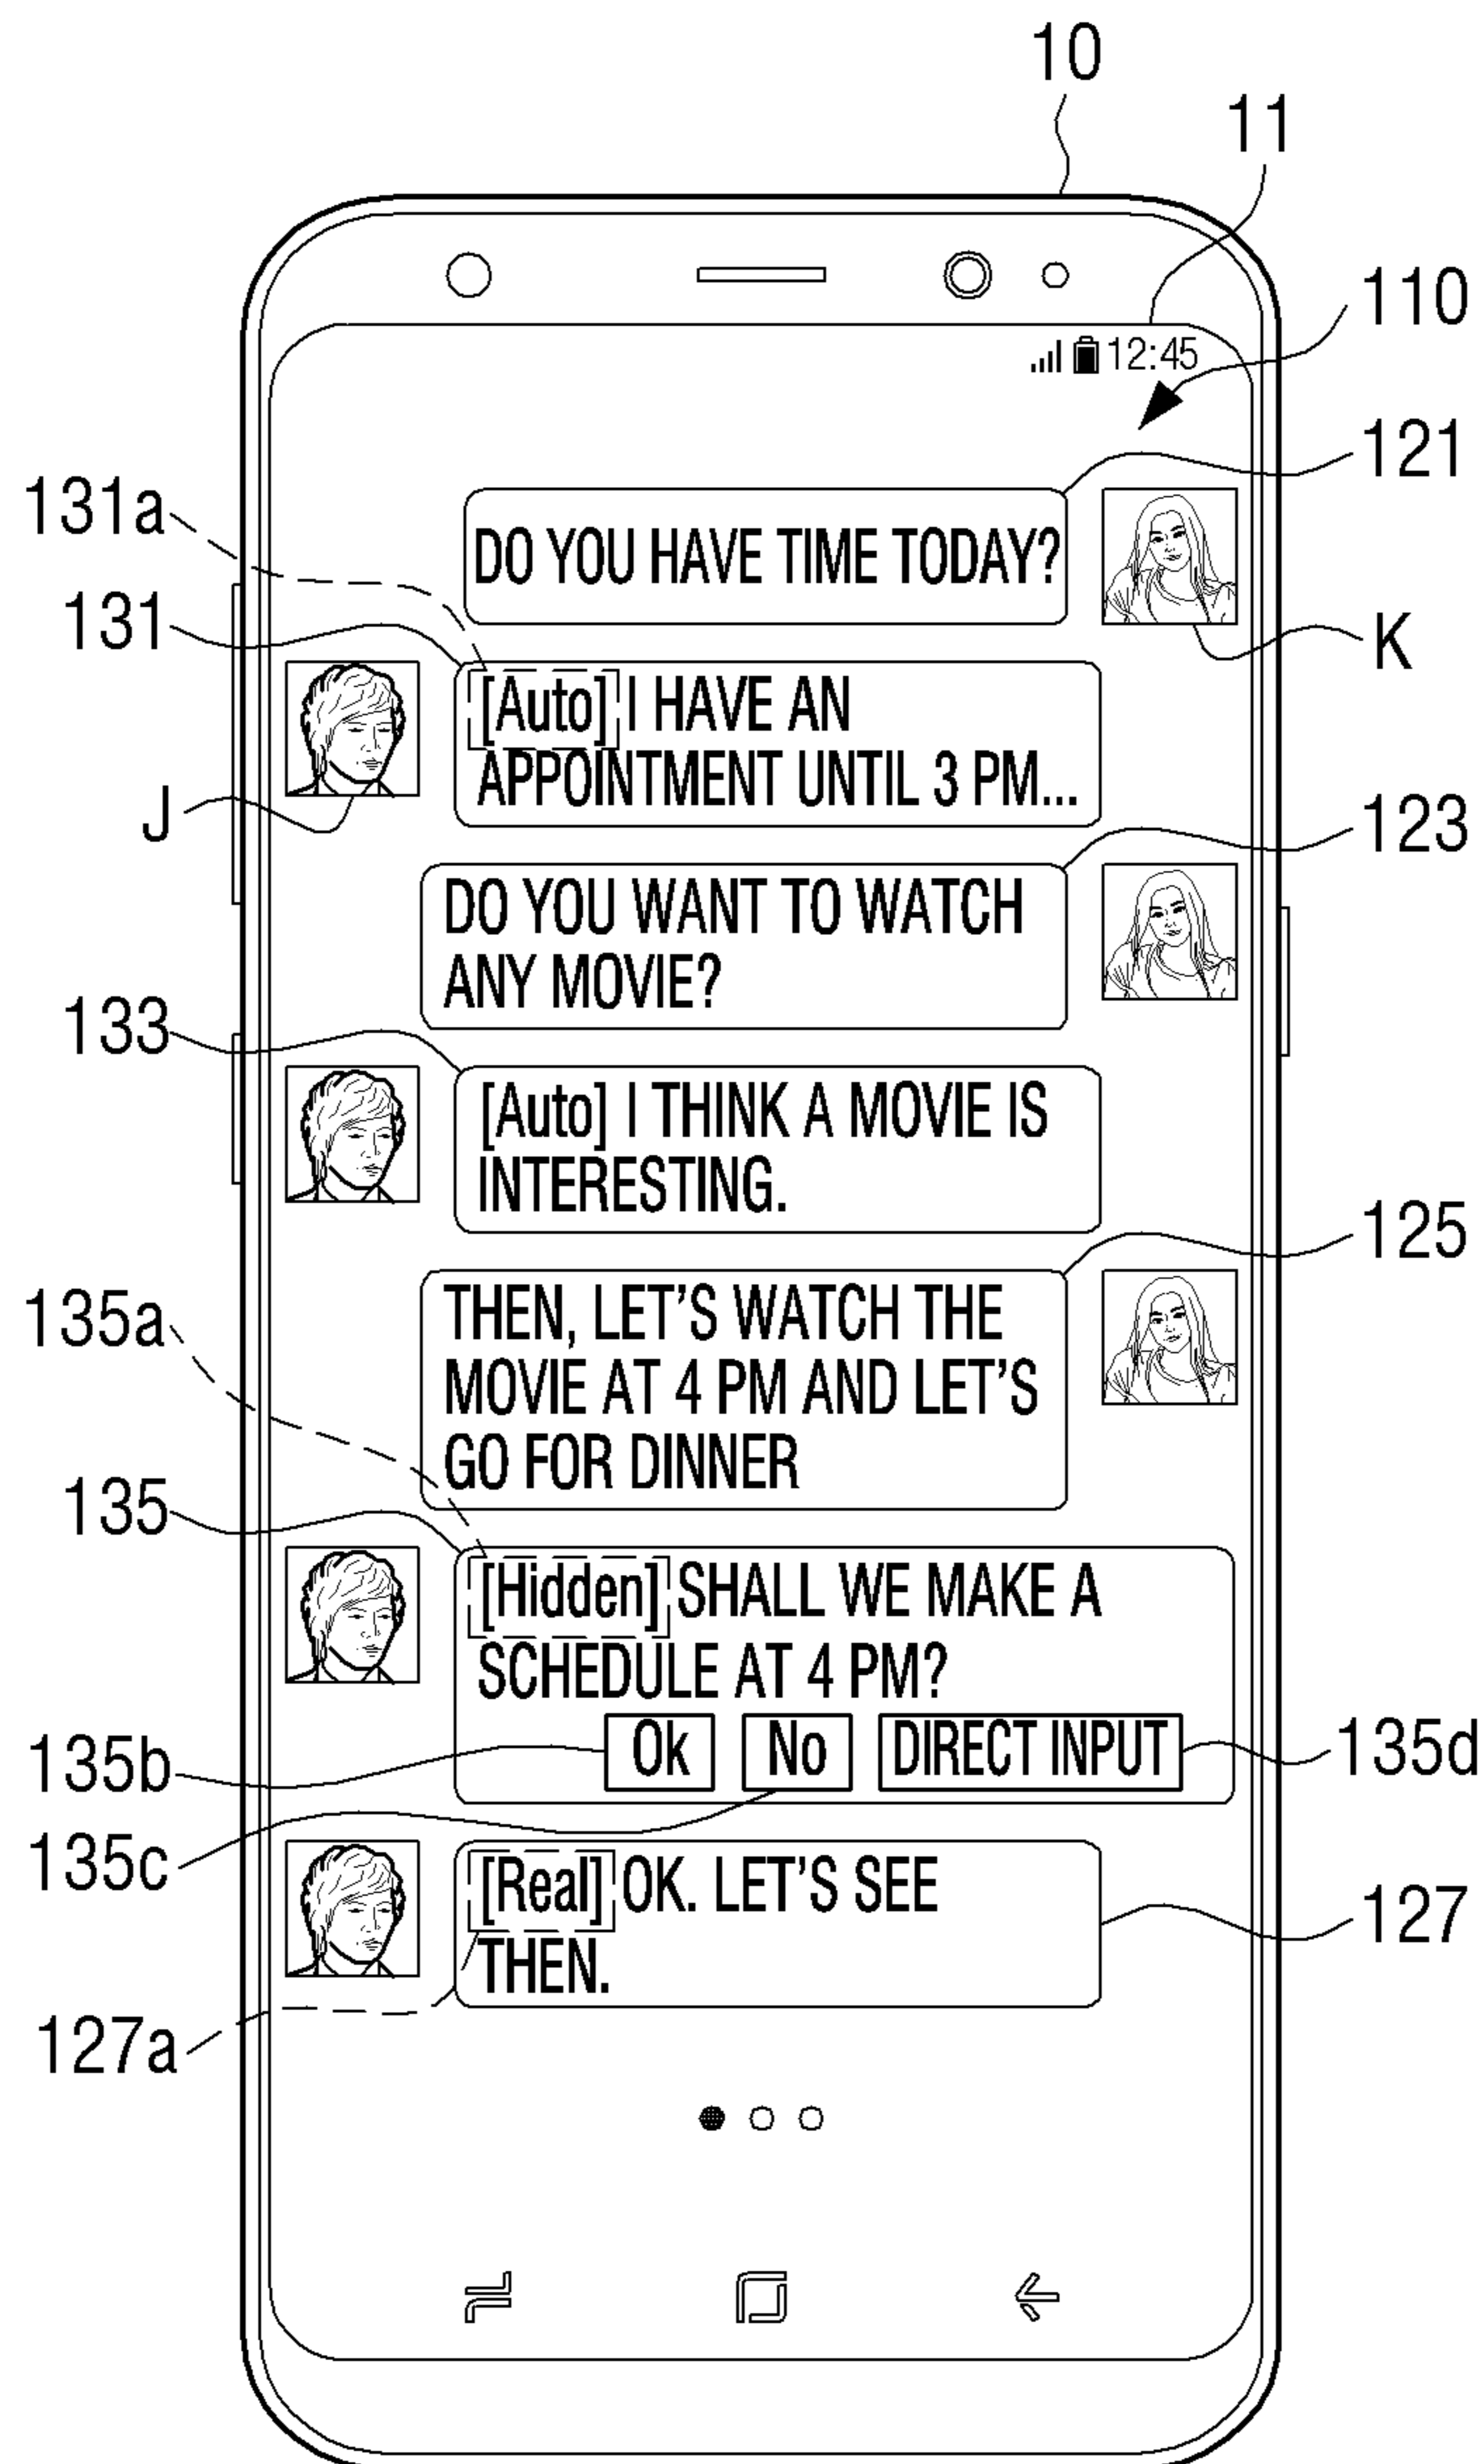 10
11
110
12:45
121
131a
DO YOU HAVE TIME TODAY?
131
K
[Auto] I HAVE AN
APPOINTMENT UNTIL 3 PM...
J
123
DO YOU WANT TO WATCH
ANY MOVIE?
133
[Auto] I THINK A MOVIE IS
INTERESTING.
125
135a
THEN, LET'S WATCH THE
MOVIE AT 4 PM AND LET'S
GO FOR DINNER
135
[Hidden] SHALL WE MAKE A
SCHEDULE AT 4 PM?
135b
Ok No DIRECT INPUT
135d
135c
[Real] OK. LET'S SEE
THEN.
127
127a